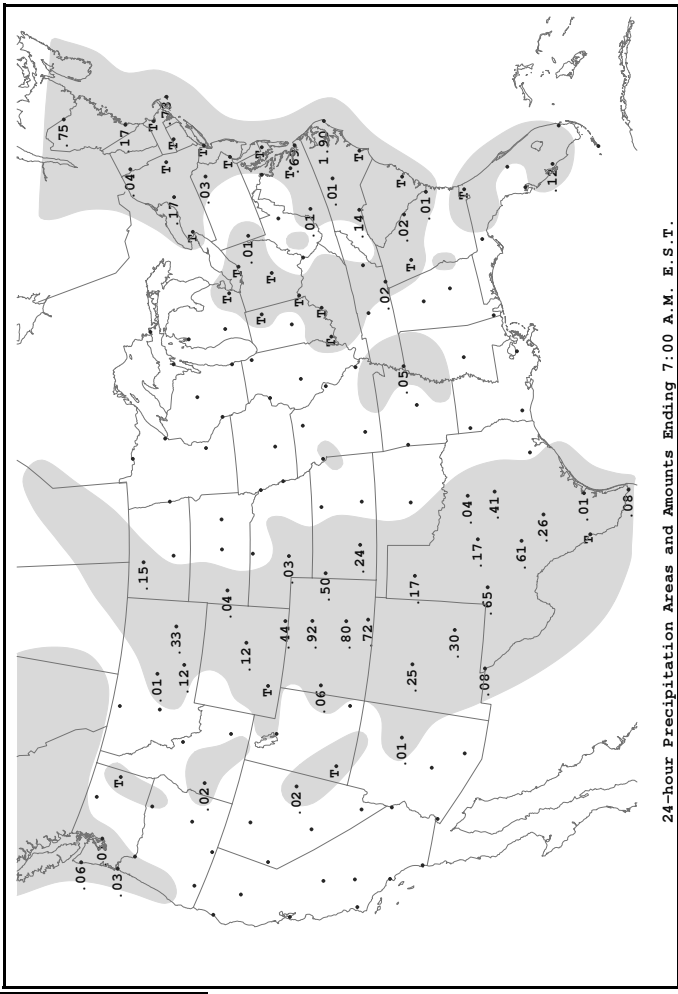 .75
.06
.03
T
.17
.04
.15
T
.01
.73
T
T
.17
.33
.12
T
T
.02
.03
.04
T
T
T
.12
.01
T
T
T
T
.44
.03
T
.69
.02
T
.01
.92
.06
T
1.90
.50
T
.01
T
.80
T
.14
.24
.72
.02
T
.01
.05
.02
T
.25
.17
.01
.30
T
.04
.17
.08
.65
.41
.61
.26
.12
.01
T
.08
24-hour Precipitation Areas and Amounts Ending 7:00 A.M. E.S.T.